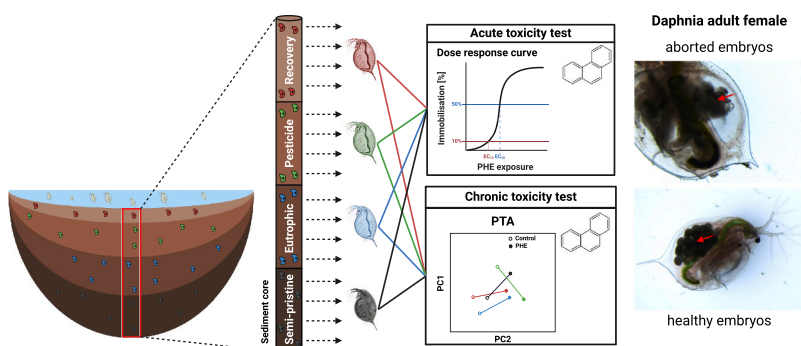 Sediment core
Recovery
Pesticide
Eutrophic
Semi-pristine
Acute toxicity test
Dose response curve
Immobilisation [%]
50%
10%
EC₁₀ EC₅₀
PHE exposure
Chronic toxicity test
PTA
Control
PHE
PC1
PC2
Daphnia adult female
aborted embryos
healthy embryos